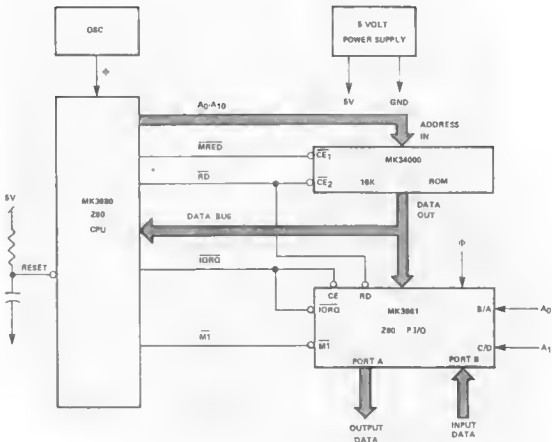 OSC
5 VOLT
POWER SUPPLY
Φ
5V
GND
A0-A10
ADDRESS
IN
MRED
CE1
MK34000
RD
CE2
16K ROM
5V
MK3880
Z80
CPU
DATA BUS
DATA
OUT
RESET
IORQ
Φ
CE
RD
MK3881
B/A
A0
IORQ
Z80 PI/O
M1
M1
C/D
A1
PORT A
PORT B
OUTPUT
DATA
INPUT
DATA